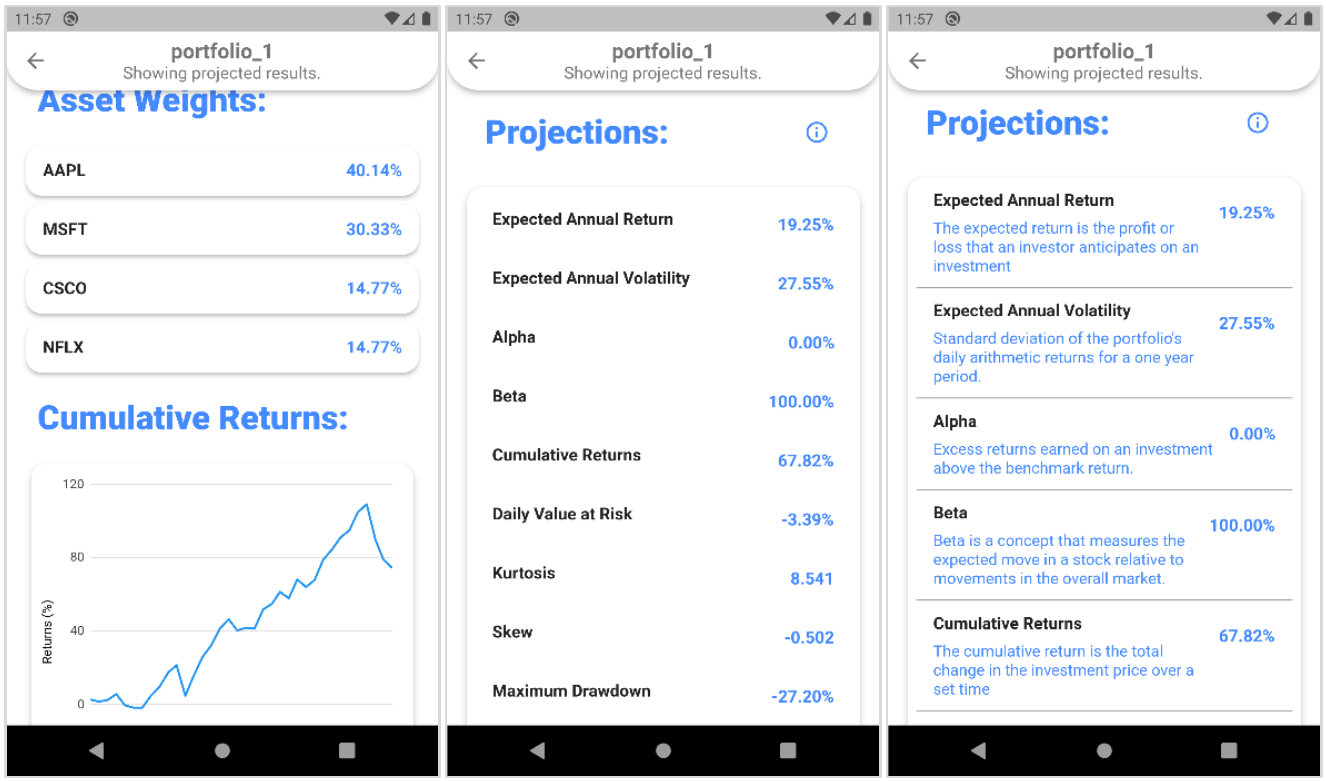 11:57
portfolio_1
Showing projected results.
Asset Weights:
AAPL 40.14%
MSFT 30.33%
CSCO 14.77%
NFLX 14.77%
Cumulative Returns:
120
80
40
0
Returns (%)
11:57
portfolio_1
Showing projected results.
Projections:
Expected Annual Return 19.25%
Expected Annual Volatility 27.55%
Alpha 0.00%
Beta 100.00%
Cumulative Returns 67.82%
Daily Value at Risk -3.39%
Kurtosis 8.541
Skew -0.502
Maximum Drawdown -27.20%
11:57
portfolio_1
Showing projected results.
Projections:
Expected Annual Return 19.25%
The expected return is the profit or
loss that an investor anticipates on an
investment
Expected Annual Volatility 27.55%
Standard deviation of the portfolio's
daily arithmetic returns for a one year
period.
Alpha 0.00%
Excess returns earned on an investment
above the benchmark return.
Beta 100.00%
Beta is a concept that measures the
expected move in a stock relative to
movements in the overall market.
Cumulative Returns 67.82%
The cumulative return is the total
change in the investment price over a
set time